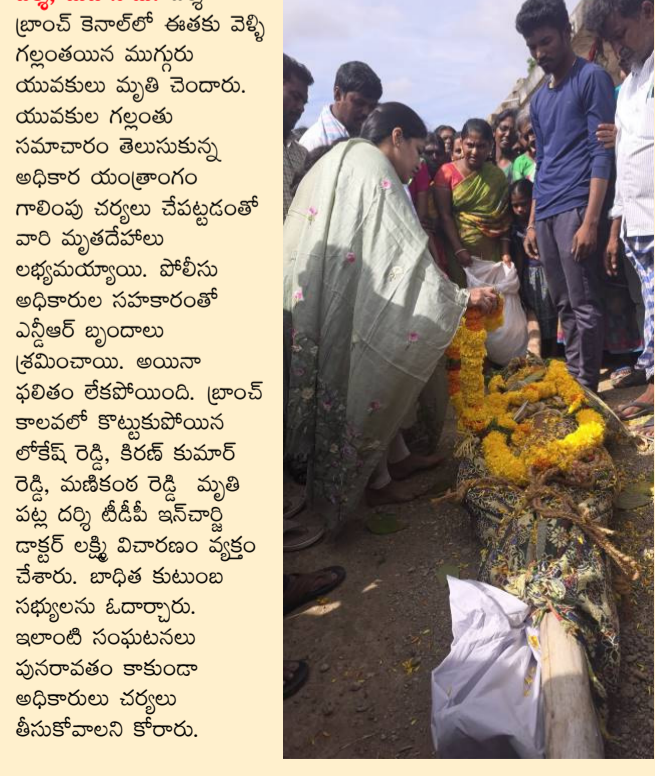 బ్రాంచ్ కెనాల్‌లో ఈతకు వెళ్ళి
గల్లంతయిన ముగ్గురు
యువకులు మృతి చెందారు.
యువకుల గల్లంతు
సమాచారం తెలుసుకున్న
అధికార యంత్రాంగం
గాలింపు చర్యలు చేపట్టడంతో
వారి మృతదేహాలు
లభ్యమయ్యాయి. పోలీసు
అధికారుల సహకారంతో
ఎన్డీఆర్ బృందాలు
శ్రమించాయి. అయినా
ఫలితం లేకపోయింది. బ్రాంచ్
కాలవలో కొట్టుకుపోయిన
లోకేష్ రెడ్డి, కిరణ్ కుమార్
రెడ్డి, మణికంఠ రెడ్డి మృతి
పట్ల దర్శి టీడీపీ ఇన్‌చార్జి
డాక్టర్ లక్ష్మి విచారణం వ్యక్తం
చేశారు. బాధిత కుటుంబ
సభ్యులను ఓదార్చారు.
ఇలాంటి సంఘటనలు
పునరావతం కాకుండా
అధికారులు చర్యలు
తీసుకోవాలని కోరారు.